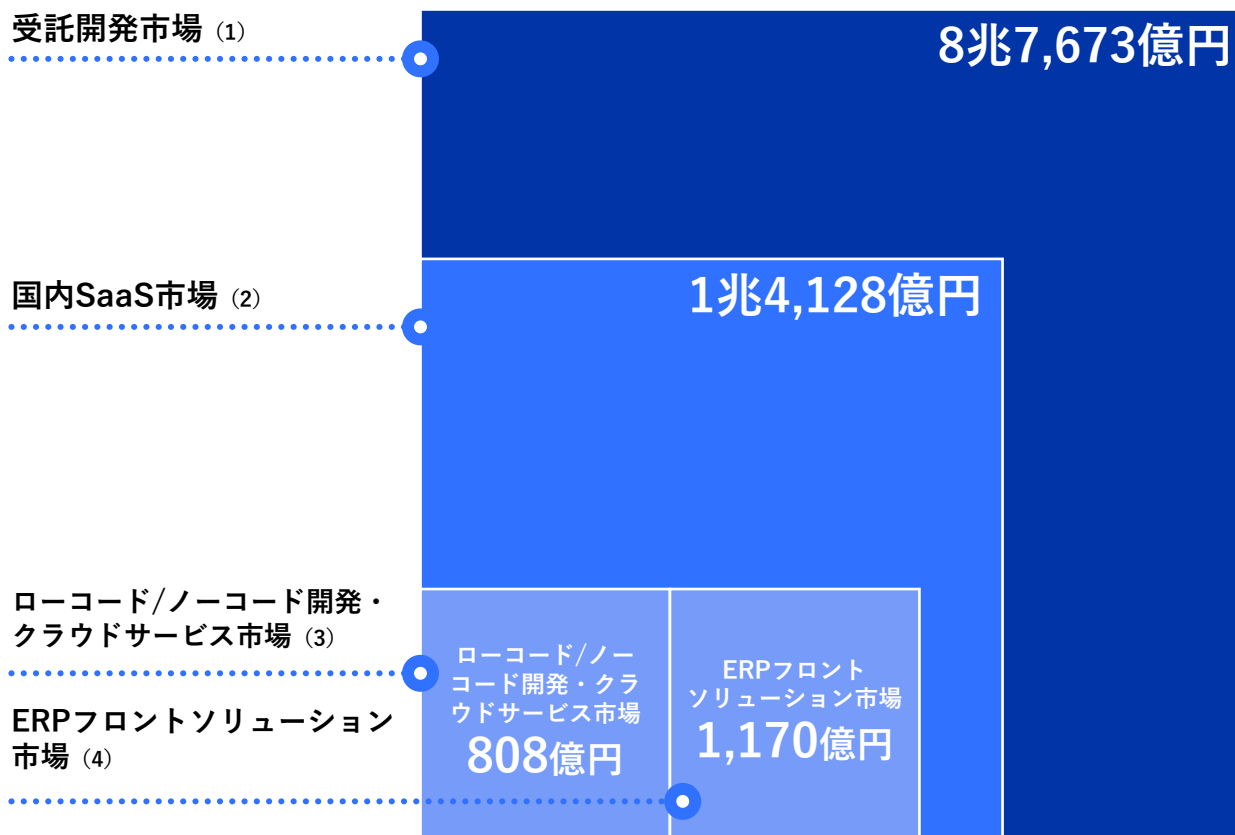 受託開発市場（1）
8兆7,673億円
国内SaaS市場（2）
1兆4,128億円
ローコード/ノーコード開発・
クラウドサービス市場（3）
ERPフロントソリューション
市場（4）
ローコード/ノー
コード開発・クラ
ウドサービス市場
808億円
ERPフロント
ソリューション市場
1,170億円